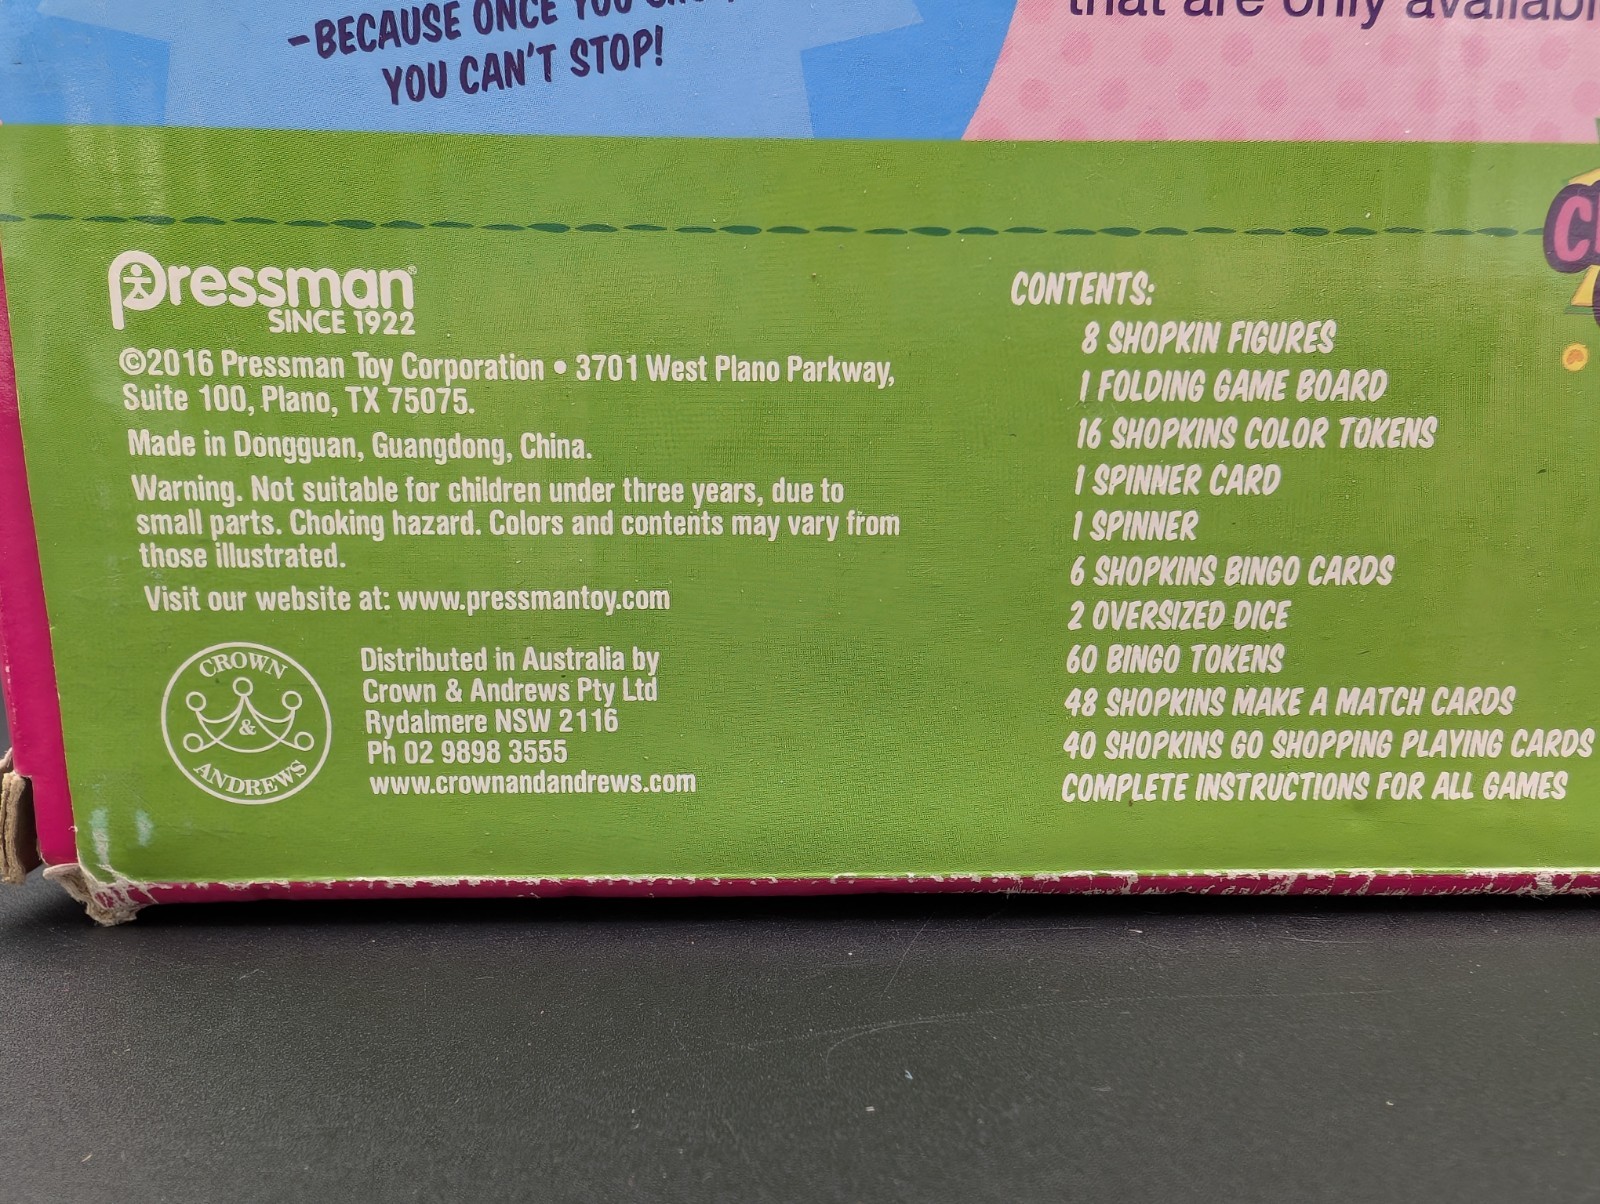 -BECAUSE ONCE YOU
YOU CAN'T STOP!
that are only
pressman®
SINCE 1922
©2016 Pressman Toy Corporation • 3701 West Plano Parkway,
Suite 100, Plano, TX 75075.
Made in Dongguan, Guangdong, China.
Warning. Not suitable for children under three years, due to
small parts. Choking hazard. Colors and contents may vary from
those illustrated.
Visit our website at: www.pressmantoy.com
CROWN
&
ANDREWS
Distributed in Australia by
Crown & Andrews Pty Ltd
Rydalmere NSW 2116
Ph 02 9898 3555
www.crownandandrews.com
CONTENTS:
8 SHOPKIN FIGURES
1 FOLDING GAME BOARD
16 SHOPKINS COLOR TOKENS
1 SPINNER CARD
1 SPINNER
6 SHOPKINS BINGO CARDS
2 OVERSIZED DICE
60 BINGO TOKENS
48 SHOPKINS MAKE A MATCH CARDS
40 SHOPKINS GO SHOPPING PLAYING CARDS
COMPLETE INSTRUCTIONS FOR ALL GAMES